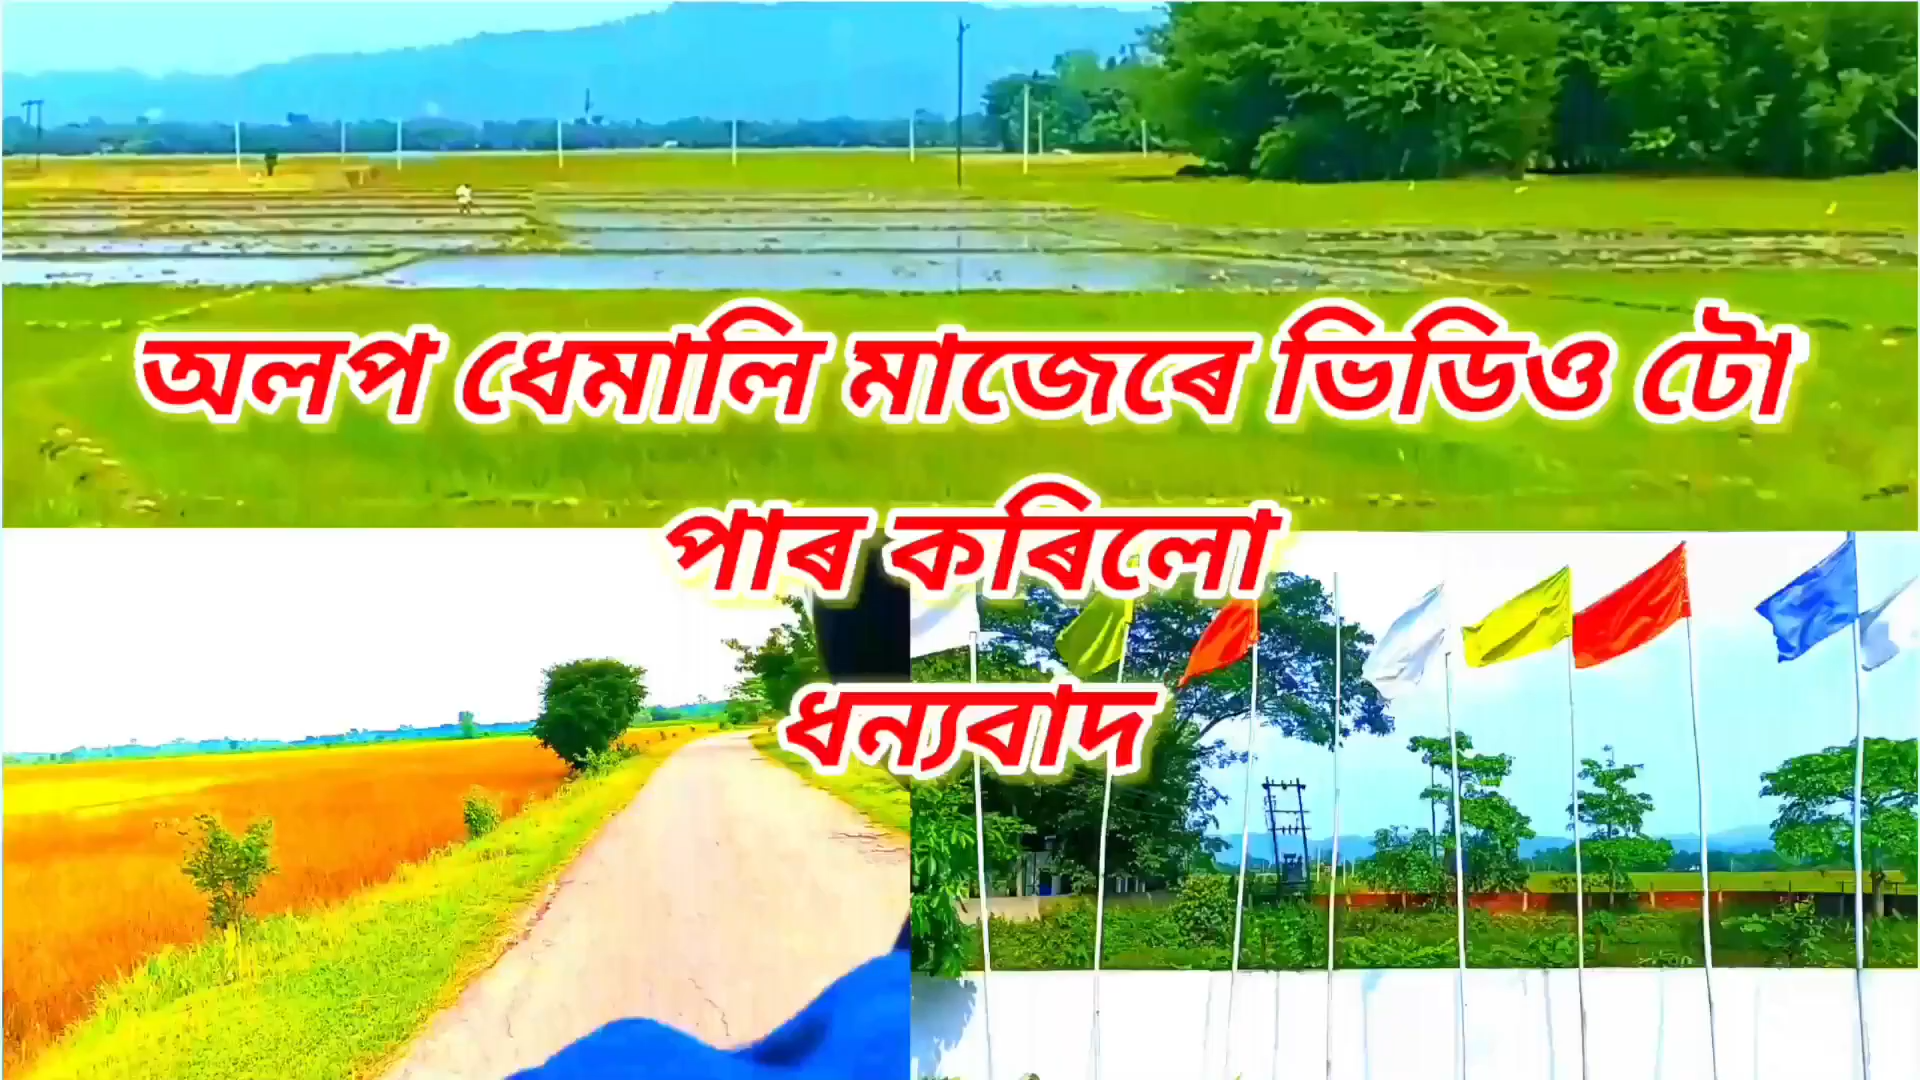 অলপ ধেমালি মাজেৰে ভিডিও টো
পাৰ কৰিলো
ধন্যবাদ